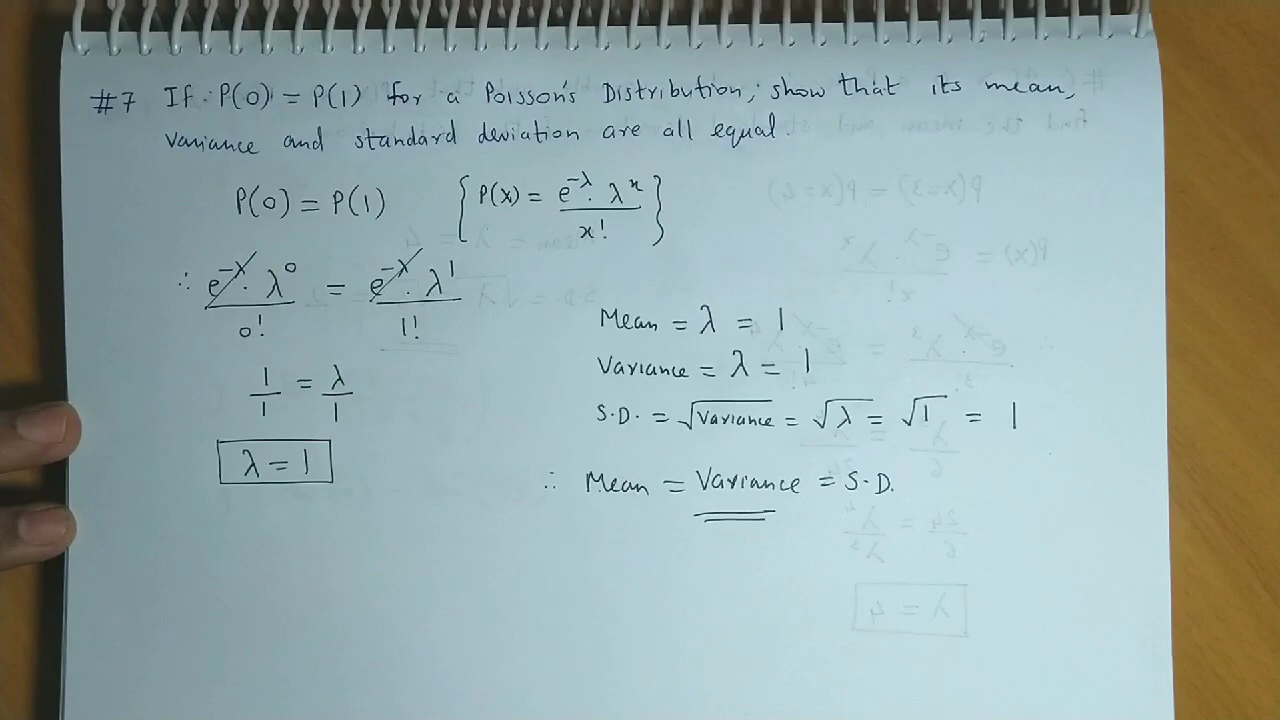 #7 If P(0) = P(1) for a Poisson's Distribution, show that its mean,
variance and standard deviation are all equal.
P(0) = P(1) { P(x) = e^-λ . λ^x / x! }
∴ e^-λ . λ^0 / 0! = e^-λ . λ^1 / 1!
1/1 = λ/1
λ = 1
Mean = λ = 1
Variance = λ = 1
S.D. = √Variance = √λ = √1 = 1
∴ Mean = Variance = S.D.